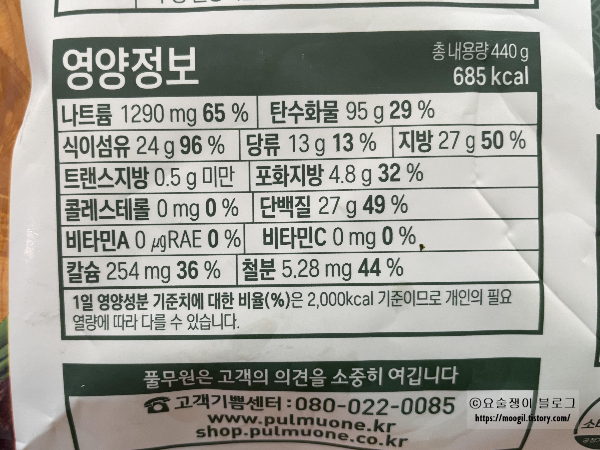 영양정보
총 내용량 440 g
685 kcal
나트륨 1290 mg 65 % 탄수화물 95 g 29 %
식이섬유 24 g 96 % 당류 13 g 13 % 지방 27 g 50 %
트랜스지방 0.5 g 미만 포화지방 4.8 g 32 %
콜레스테롤 0 mg 0 % 단백질 27 g 49 %
비타민A 0 ㎍RAE 0 % 비타민C 0 mg 0 %
칼슘 254 mg 36 % 철분 5.28 mg 44 %
1일 영양성분 기준치에 대한 비율(%)은 2,000kcal 기준이므로 개인의 필요
열량에 따라 다를 수 있습니다.
풀무원은 고객의 의견을 소중히 여깁니다
☎ 고객기쁨센터 : 080-022-0085
www.pulmuone.kr
shop.pulmuone.co.kr
ⓒ요술쟁이 블로그
https://moogil.tistory.com/